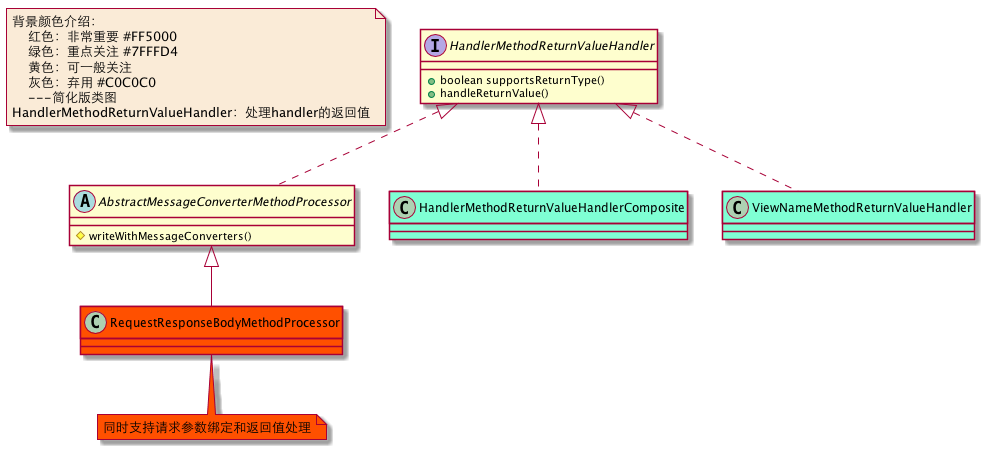 背景颜色介绍：
红色：非常重要 #FF5000
绿色：重点关注 #7FFFD4
黄色：可一般关注
灰色：弃用 #C0C0C0
---简化版类图
HandlerMethodReturnValueHandler：处理handler的返回值
I HandlerMethodReturnValueHandler
boolean supportsReturnType()
handleReturnValue()
A AbstractMessageConverterMethodProcessor
writeWithMessageConverters()
C HandlerMethodReturnValueHandlerComposite
C ViewNameMethodReturnValueHandler
C RequestResponseBodyMethodProcessor
同时支持请求参数绑定和返回值处理